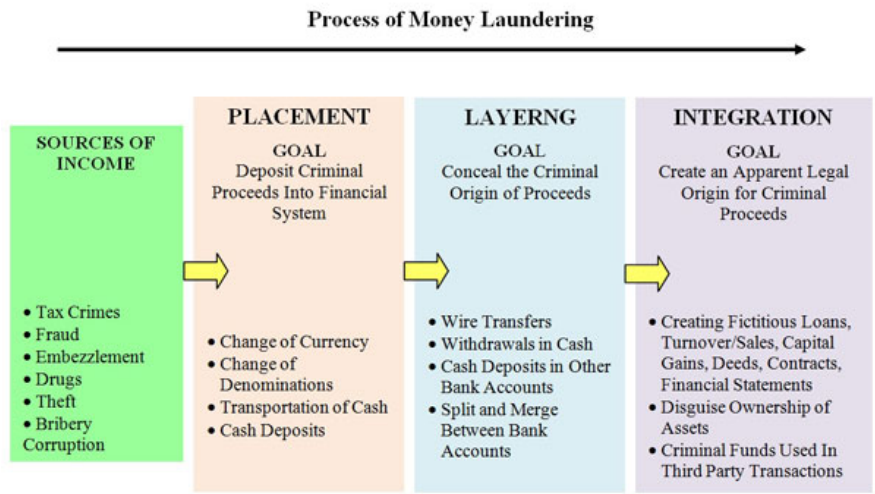 Process of Money Laundering
SOURCES OF
INCOME
• Tax Crimes
• Fraud
• Embezzlement
• Drugs
• Theft
• Bribery
Corruption
PLACEMENT
GOAL
Deposit Criminal
Proceeds Into Financial
System
• Change of Currency
• Change of
Denominations
• Transportation of Cash
• Cash Deposits
LAYERNG
GOAL
Conceal the Criminal
Origin of Proceeds
• Wire Transfers
• Withdrawals in Cash
• Cash Deposits in Other
Bank Accounts
• Split and Merge
Between Bank
Accounts
INTEGRATION
GOAL
Create an Apparent Legal
Origin for Criminal
Proceeds
• Creating Fictitious Loans,
Turnover/Sales, Capital
Gains, Deeds, Contracts,
Financial Statements
• Disguise Ownership of
Assets
• Criminal Funds Used In
Third Party Transactions